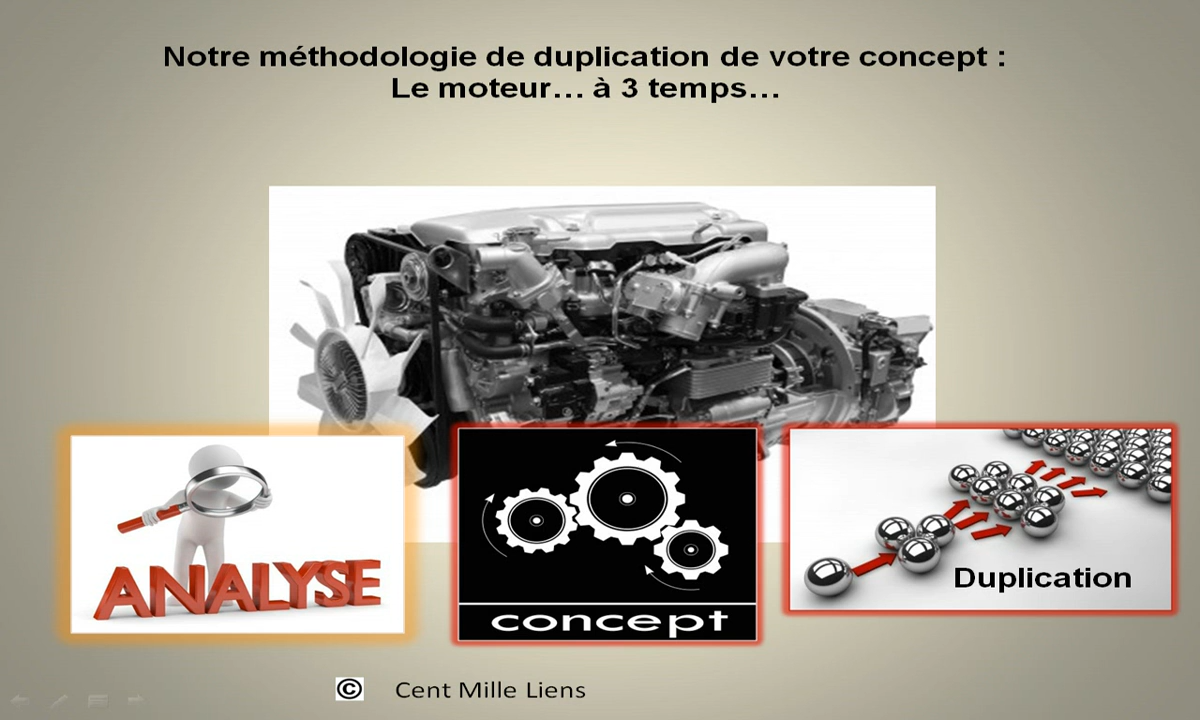 Notre méthodologie de duplication de votre concept :
Le moteur... à 3 temps...
ANALYSE
concept
Duplication
© Cent Mille Liens